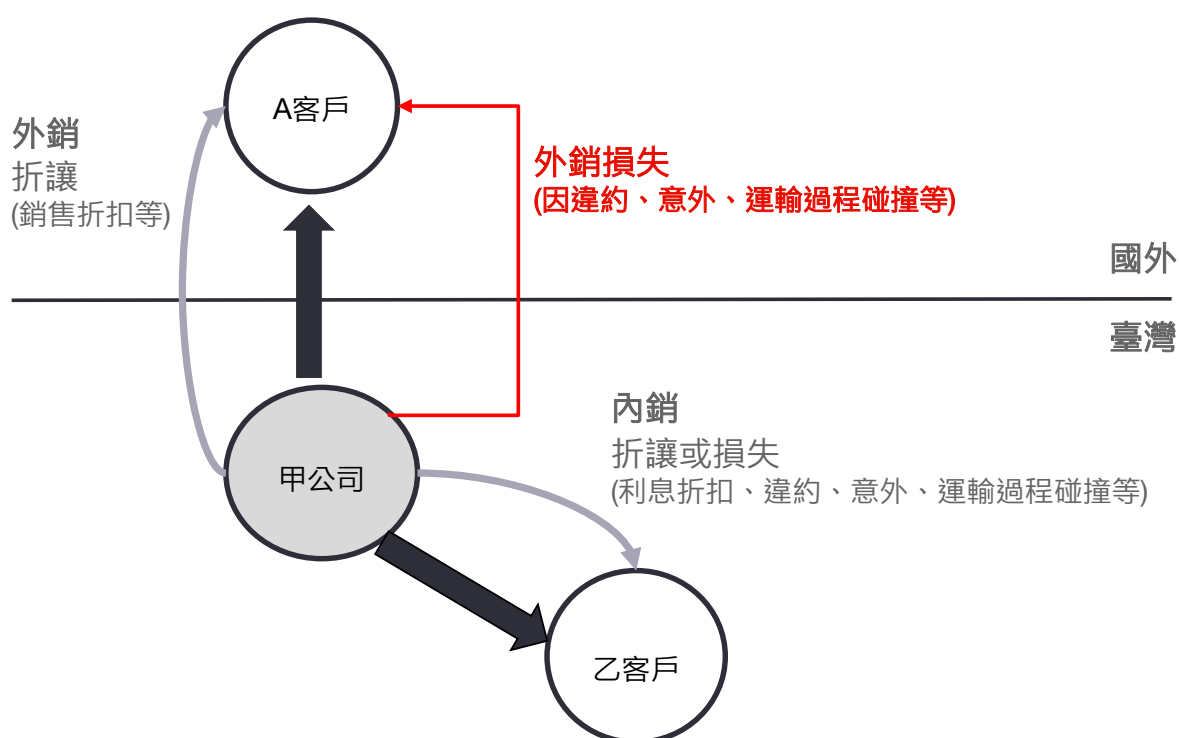 A客戶
外銷
折讓
(銷售折扣等)
外銷損失
(因違約、意外、運輸過程碰撞等)
國外
臺灣
甲公司
內銷
折讓或損失
(利息折扣、違約、意外、運輸過程碰撞等)
乙客戶